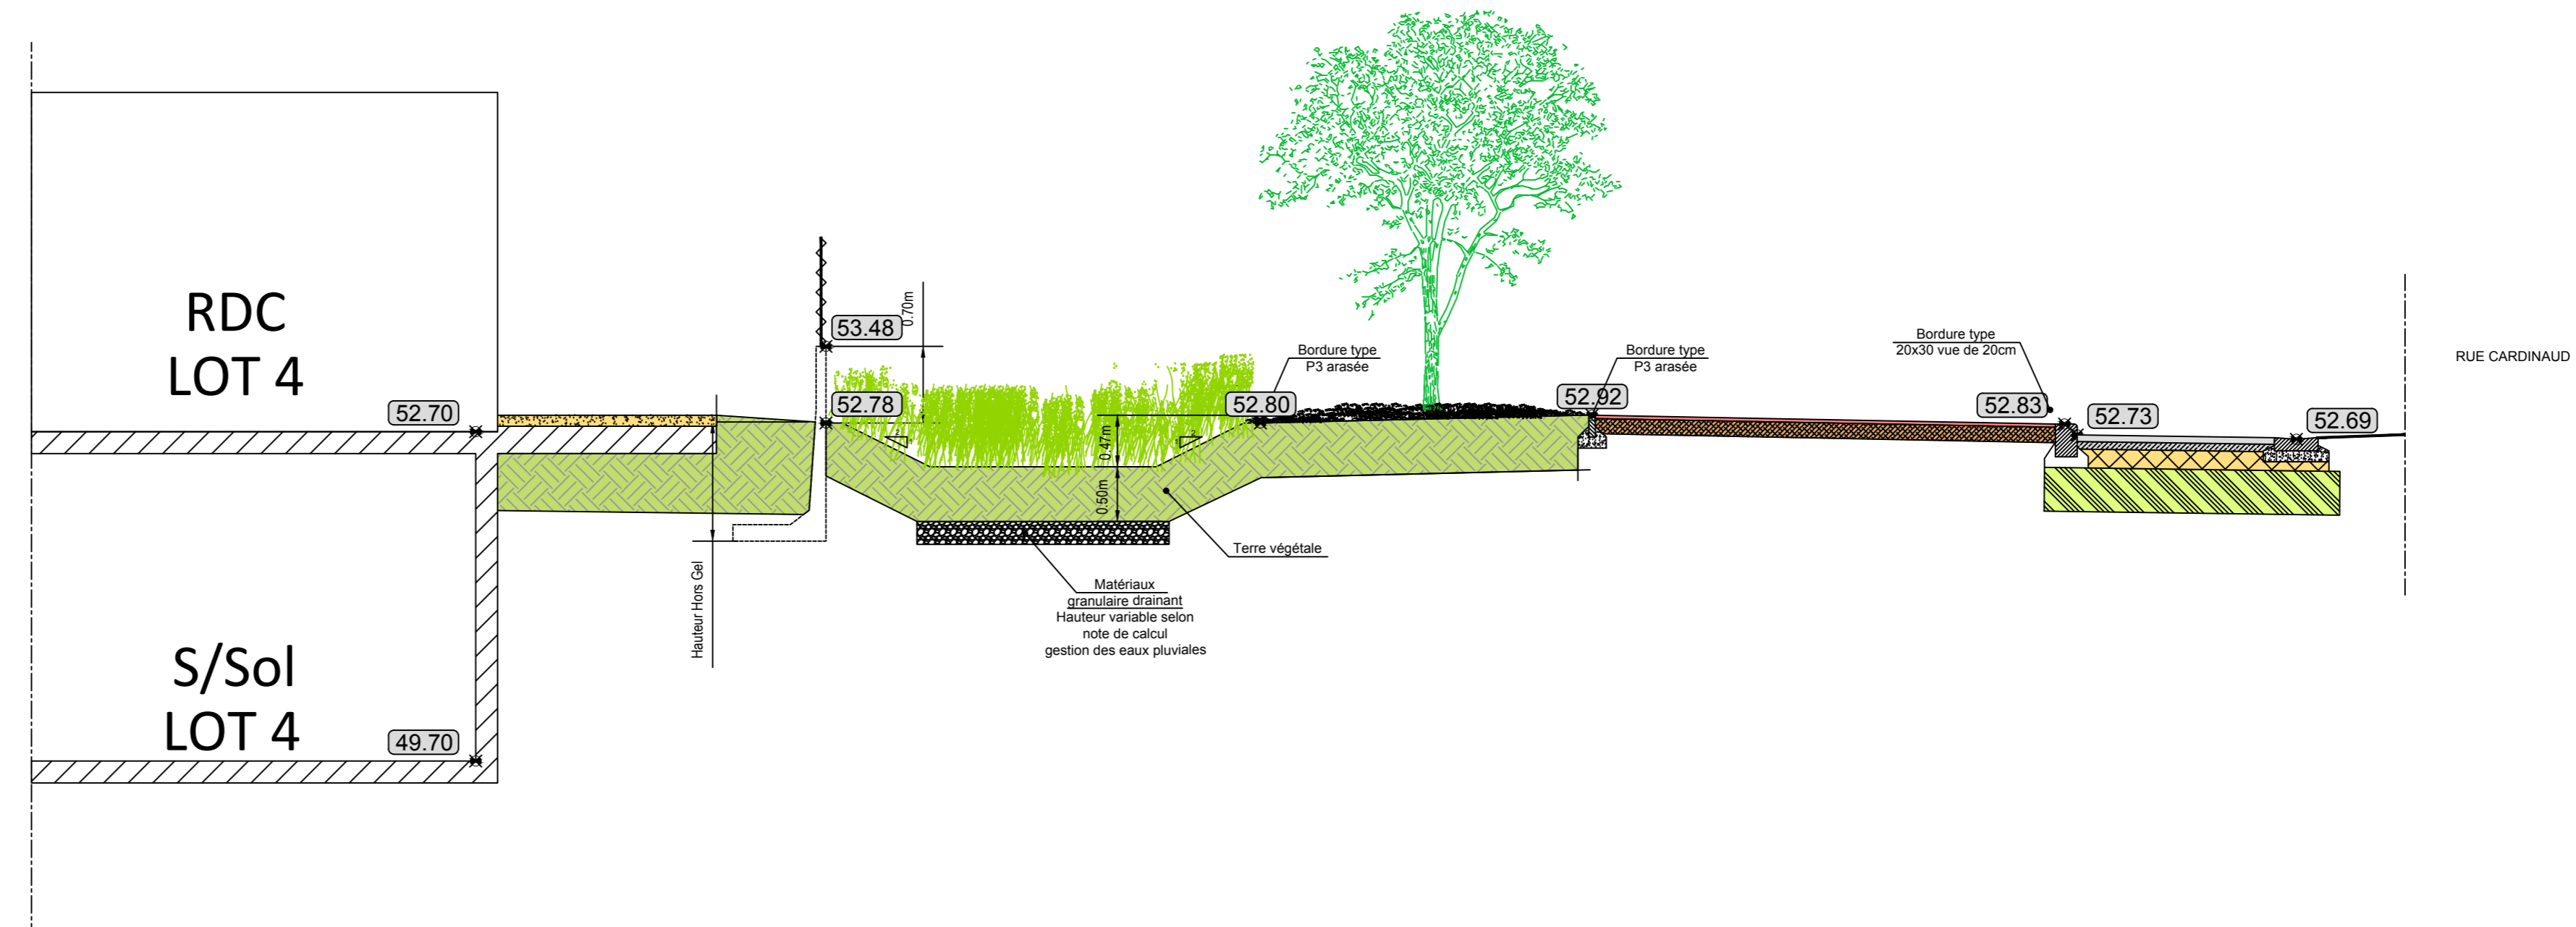 RDC
LOT 4
52.70
S/Sol
LOT 4
49.70
Hauteur Hors Gel
53.48
0.70m
52.78
Matériaux
granulaire drainant
Hauteur variable selon
note de calcul
gestion des eaux pluviales
0.47m
0.50m
Terre végétale
52.80
Bordure type
P3 arasée
52.92
Bordure type
P3 arasée
Bordure type
20x30 vue de 20cm
52.83
52.73
52.69
RUE CARDINAUD